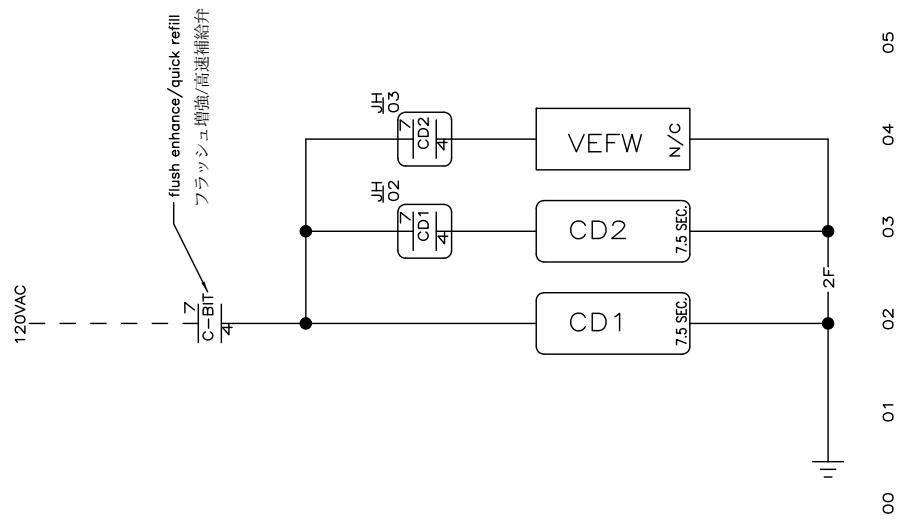 120VAC
flush enhance/quick refill
フラッシュ増強/高速補給弁
7
C-BIT
4
JH
03
7
CD2
4
VEFW
N/C
JH
02
7
CD1
4
CD2
7.5 SEC.
CD1
7.5 SEC.
2F
05
04
03
02
01
00